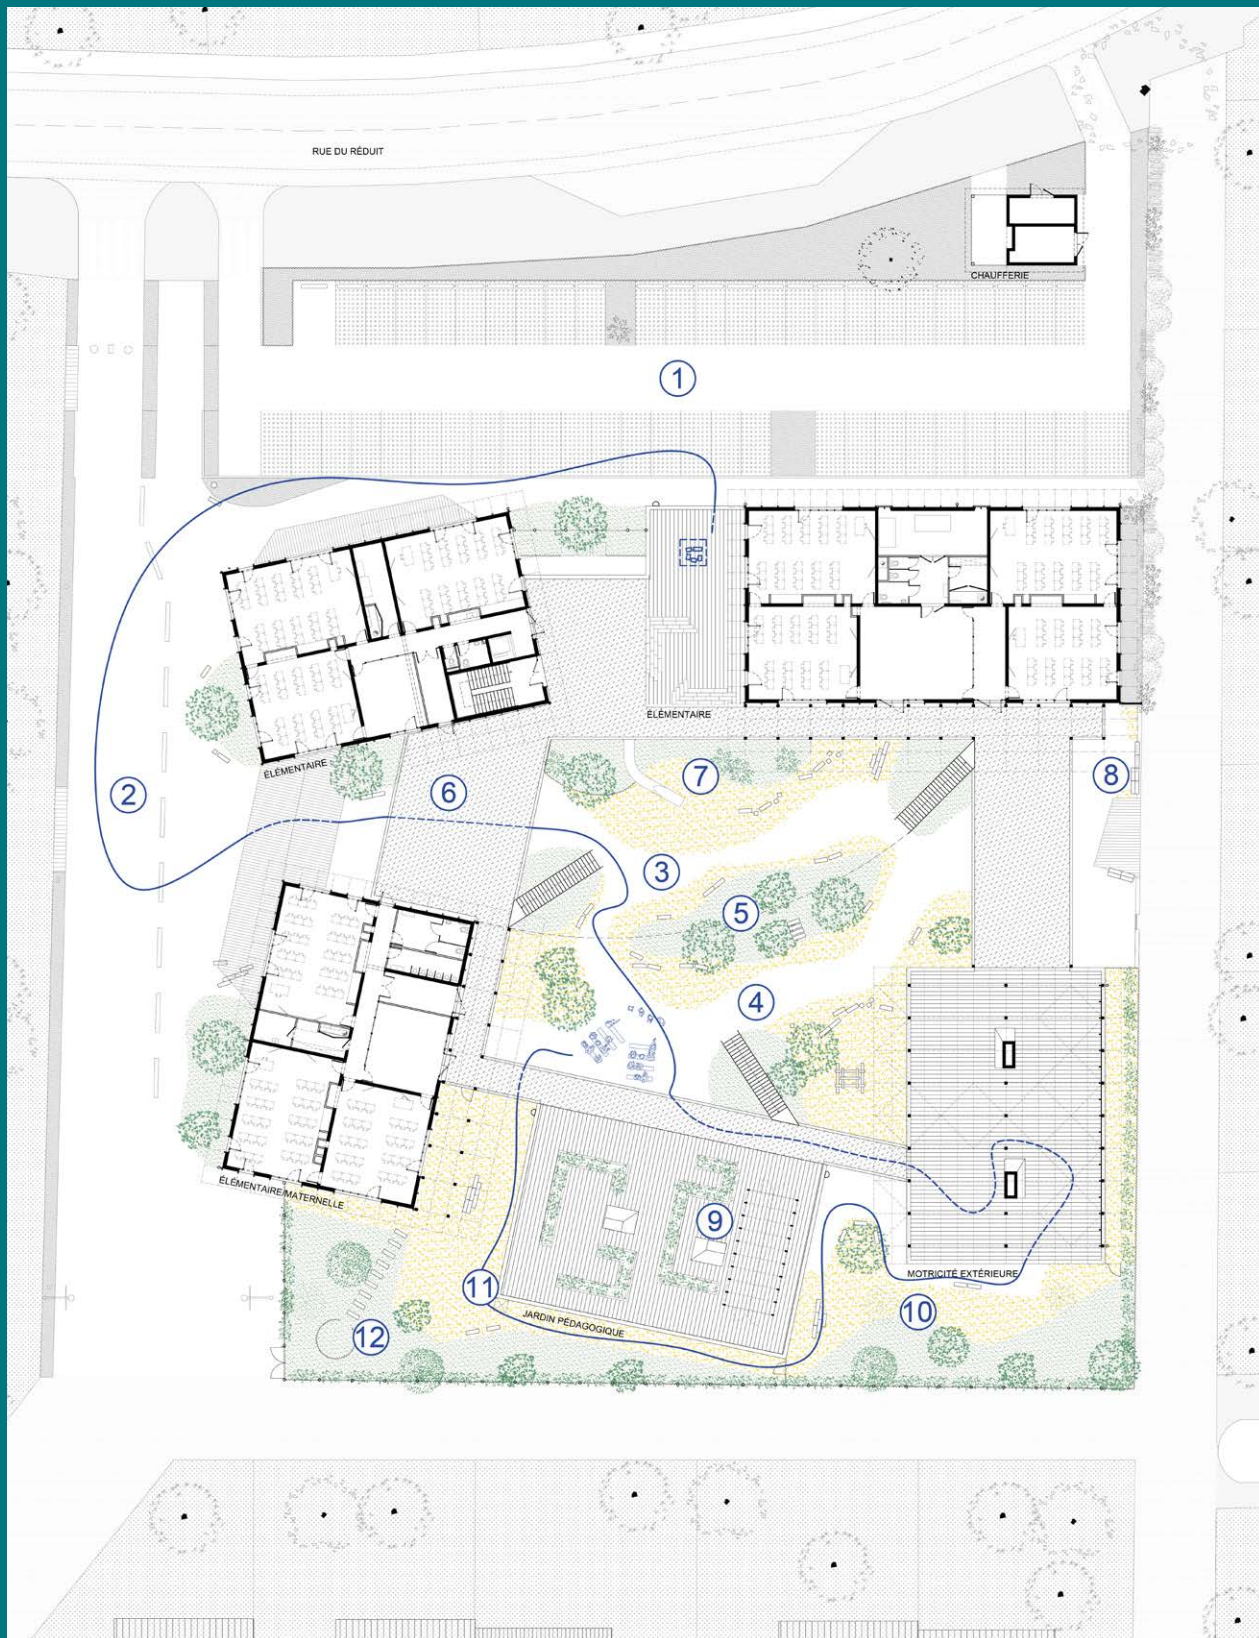 RUE DU RÉDUIT
CHAUFFERIE
1
ÉLÉMENTAIRE
ÉLÉMENTAIRE
7
8
2
6
3
5
4
ÉLÉMENTAIRE/MATERNELLE
9
MOTRICITÉ EXTÉRIEURE
11
10
JARDIN PÉDAGOGIQUE
12